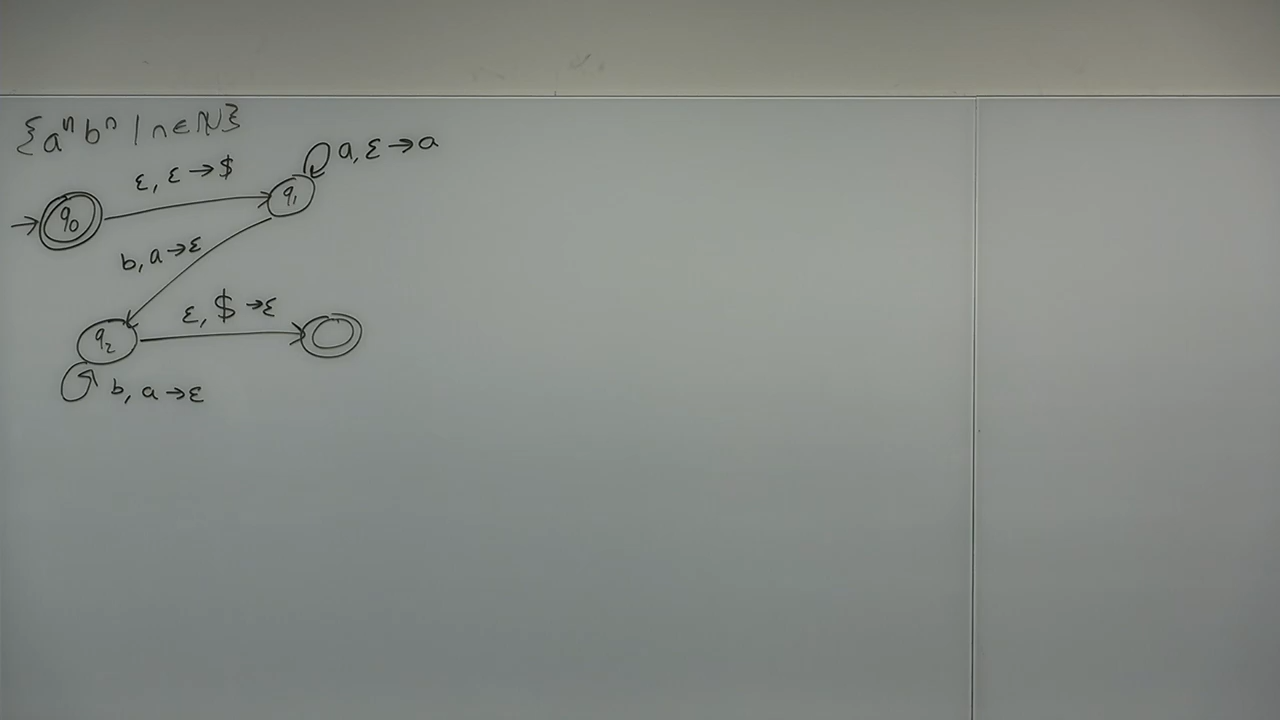 {aⁿbⁿ | n ∈ ℕ}
a, ε → a
ε, ε → $
q₀
q₁
b, a → ε
ε, $ → ε
q₂
b, a → ε